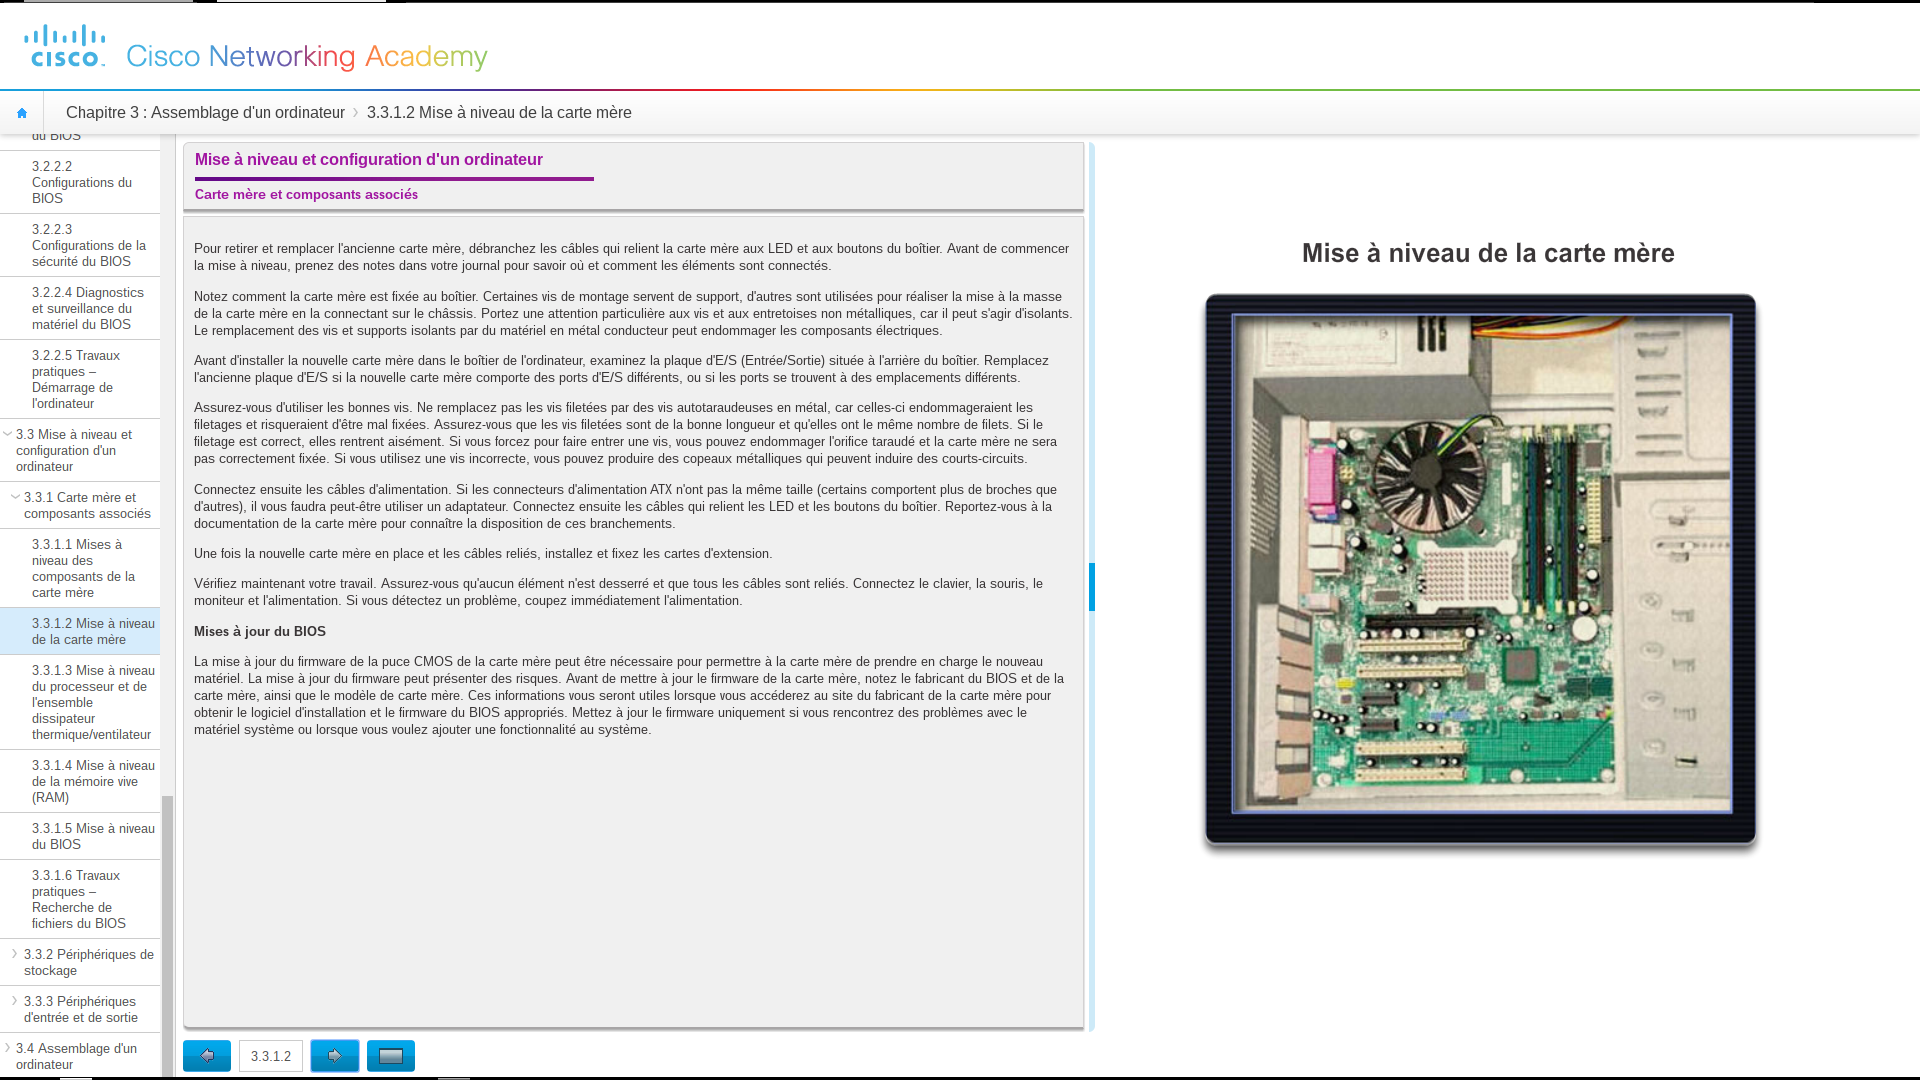 cisco
Cisco Networking Academy
Chapitre 3 : Assemblage d'un ordinateur
3.3.1.2 Mise à niveau de la carte mère
du BIOS
3.2.2.2
Configurations du
BIOS
3.2.2.3
Configurations de la
sécurité du BIOS
3.2.2.4 Diagnostics
et surveillance du
matériel du BIOS
3.2.2.5 Travaux
pratiques –
Démarrage de
l'ordinateur
3.3 Mise à niveau et
configuration d'un
ordinateur
3.3.1 Carte mère et
composants associés
3.3.1.1 Mises à
niveau des
composants de la
carte mère
3.3.1.2 Mise à niveau
de la carte mère
3.3.1.3 Mise à niveau
du processeur et de
l'ensemble
dissipateur
thermique/ventilateur
3.3.1.4 Mise à niveau
de la mémoire vive
(RAM)
3.3.1.5 Mise à niveau
du BIOS
3.3.1.6 Travaux
pratiques –
Recherche de
fichiers du BIOS
3.3.2 Périphériques de
stockage
3.3.3 Périphériques
d'entrée et de sortie
3.4 Assemblage d'un
ordinateur
Mise à niveau et configuration d'un ordinateur
Carte mère et composants associés
Pour retirer et remplacer l'ancienne carte mère, débranchez les câbles qui relient la carte mère aux LED et aux boutons du boîtier. Avant de commencer
la mise à niveau, prenez des notes dans votre journal pour savoir où et comment les éléments sont connectés.
Notez comment la carte mère est fixée au boîtier. Certaines vis de montage servent de support, d'autres sont utilisées pour réaliser la mise à la masse
de la carte mère en la connectant sur le châssis. Portez une attention particulière aux vis et aux entretoises non métalliques, car il peut s'agir d'isolants.
Le remplacement des vis et supports isolants par du matériel en métal conducteur peut endommager les composants électriques.
Avant d'installer la nouvelle carte mère dans le boîtier de l'ordinateur, examinez la plaque d'E/S (Entrée/Sortie) située à l'arrière du boîtier. Remplacez
l'ancienne plaque d'E/S si la nouvelle carte mère comporte des ports d'E/S différents, ou si les ports se trouvent à des emplacements différents.
Assurez-vous d'utiliser les bonnes vis. Ne remplacez pas les vis filetées par des vis autotaraudeuses en métal, car celles-ci endommageraient les
filetages et risqueraient d'être mal fixées. Assurez-vous que les vis filetées sont de la bonne longueur et qu'elles ont le même nombre de filets. Si le
filetage est correct, elles rentrent aisément. Si vous forcez pour faire entrer une vis, vous pouvez endommager l'orifice taraudé et la carte mère ne sera
pas correctement fixée. Si vous utilisez une vis incorrecte, vous pouvez produire des copeaux métalliques qui peuvent induire des courts-circuits.
Connectez ensuite les câbles d'alimentation. Si les connecteurs d'alimentation ATX n'ont pas la même taille (certains comportent plus de broches que
d'autres), il vous faudra peut-être utiliser un adaptateur. Connectez ensuite les câbles qui relient les LED et les boutons du boîtier. Reportez-vous à la
documentation de la carte mère pour connaître la disposition de ces branchements.
Une fois la nouvelle carte mère en place et les câbles reliés, installez et fixez les cartes d'extension.
Vérifiez maintenant votre travail. Assurez-vous qu'aucun élément n'est desserré et que tous les câbles sont reliés. Connectez le clavier, la souris, le
moniteur et l'alimentation. Si vous détectez un problème, coupez immédiatement l'alimentation.
Mises à jour du BIOS
La mise à jour du firmware de la puce CMOS de la carte mère peut être nécessaire pour permettre à la carte mère de prendre en charge le nouveau
matériel. La mise à jour du firmware peut présenter des risques. Avant de mettre à jour le firmware de la carte mère, notez le fabricant du BIOS et de la
carte mère, ainsi que le modèle de carte mère. Ces informations vous seront utiles lorsque vous accéderez au site du fabricant de la carte mère pour
obtenir le logiciel d'installation et le firmware du BIOS appropriés. Mettez à jour le firmware uniquement si vous rencontrez des problèmes avec le
matériel système ou lorsque vous voulez ajouter une fonctionnalité au système.
3.3.1.2
Mise à niveau de la carte mère